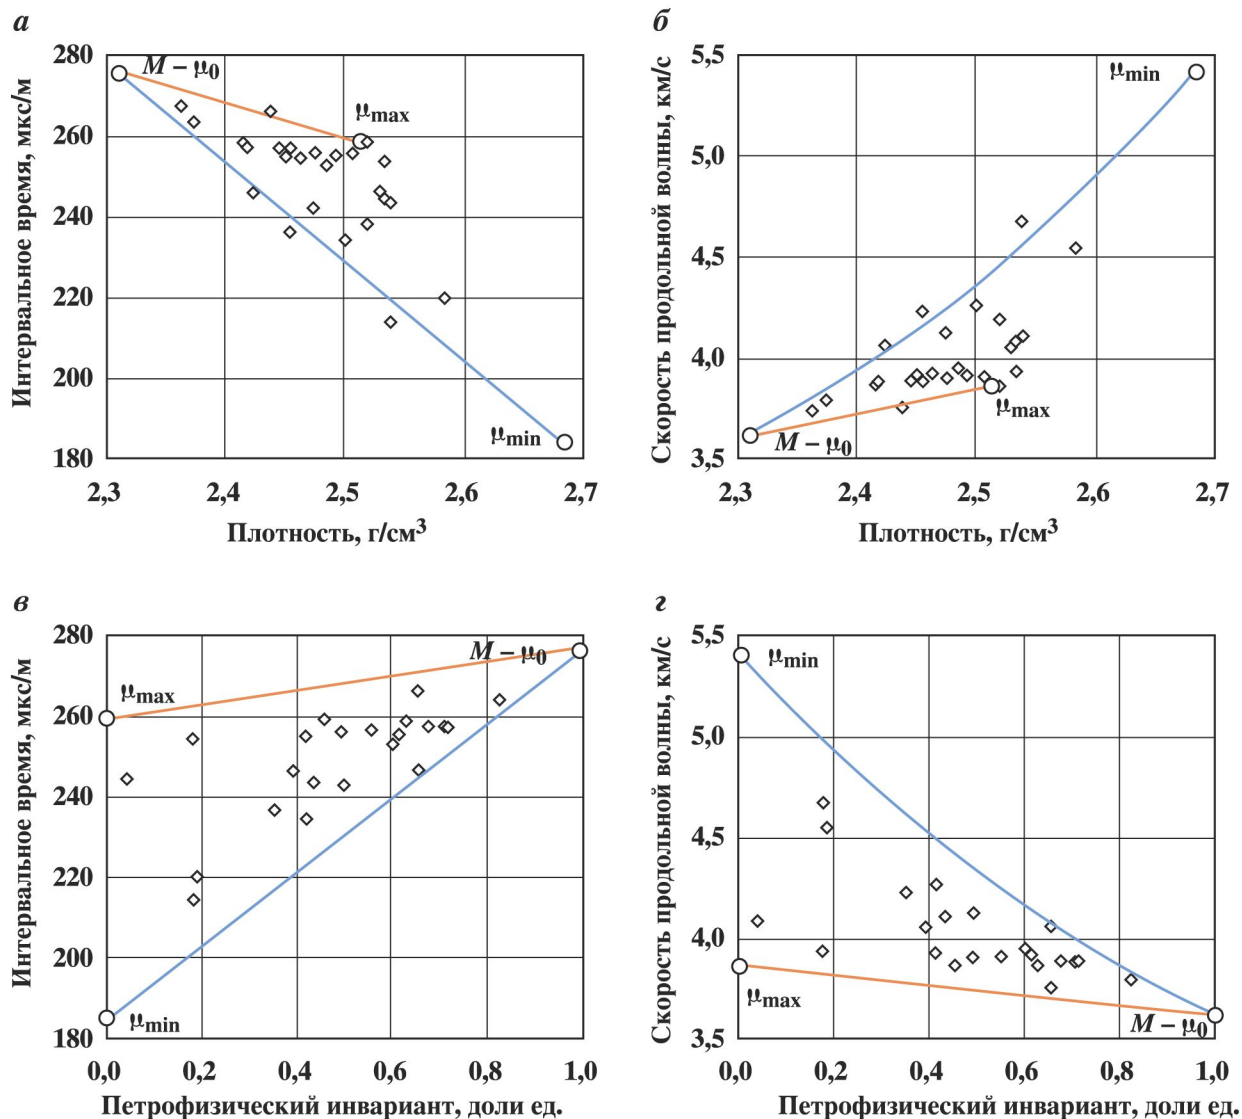 а
Интервальное время, мкс/м
280
260
240
220
200
180
M – μ0
μmax
μmin
2,3 2,4 2,5 2,6 2,7
Плотность, г/см3
б
Скорость продольной волны, км/с
5,5
5,0
4,5
4,0
3,5
μmin
μmax
M – μ0
2,3 2,4 2,5 2,6 2,7
Плотность, г/см3
в
Интервальное время, мкс/м
280
260
240
220
200
180
M – μ0
μmax
μmin
0,0 0,2 0,4 0,6 0,8 1,0
Петрофизический инвариант, доли ед.
г
Скорость продольной волны, км/с
5,5
5,0
4,5
4,0
3,5
μmin
μmax
M – μ0
0,0 0,2 0,4 0,6 0,8 1,0
Петрофизический инвариант, доли ед.